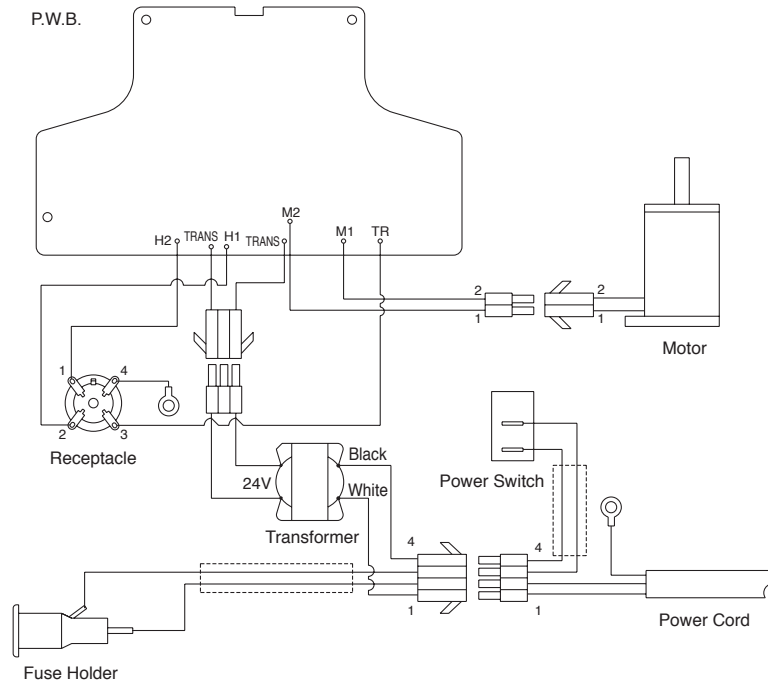 P.W.B.
M2
H2
TRANS
H1
TRANS
M1
TR
2
2
1
1
Motor
1
4
2
3
Receptacle
Black
24V
White
Transformer
Power Switch
4
4
1
1
Power Cord
Fuse Holder